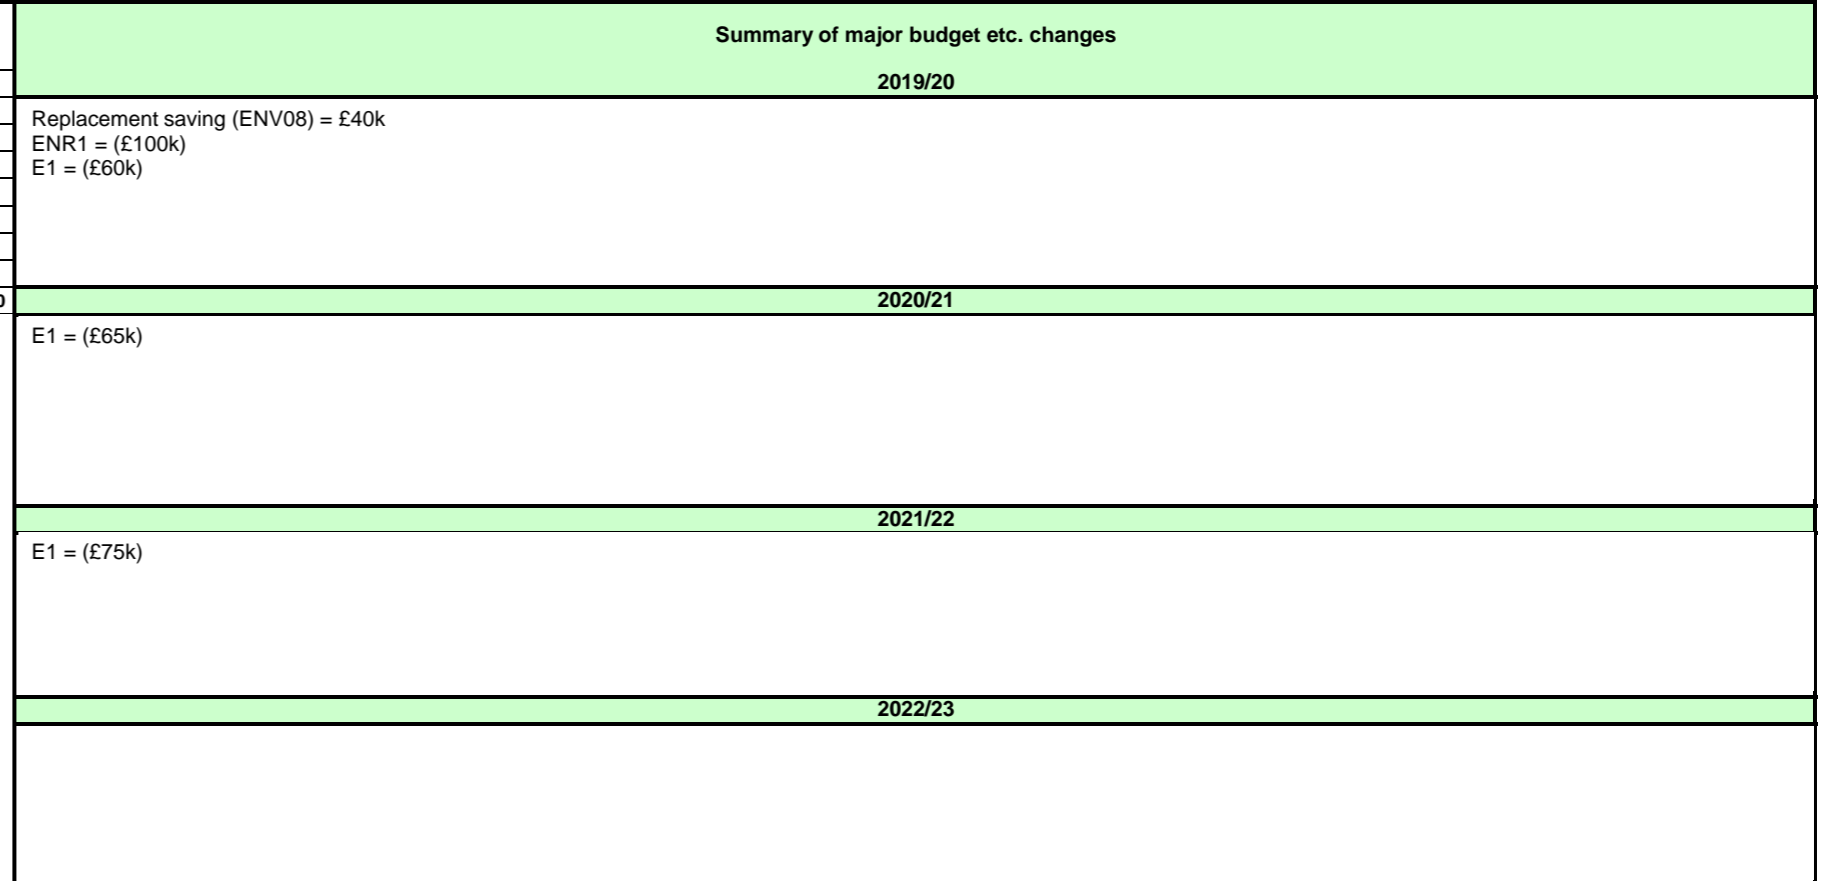 Summary of major budget etc. changes
2019/20
Replacement saving (ENV08) = £40k
ENR1 = (£100k)
E1 = (£60k)
0
2020/21
E1 = (£65k)
2021/22
E1 = (£75k)
2022/23